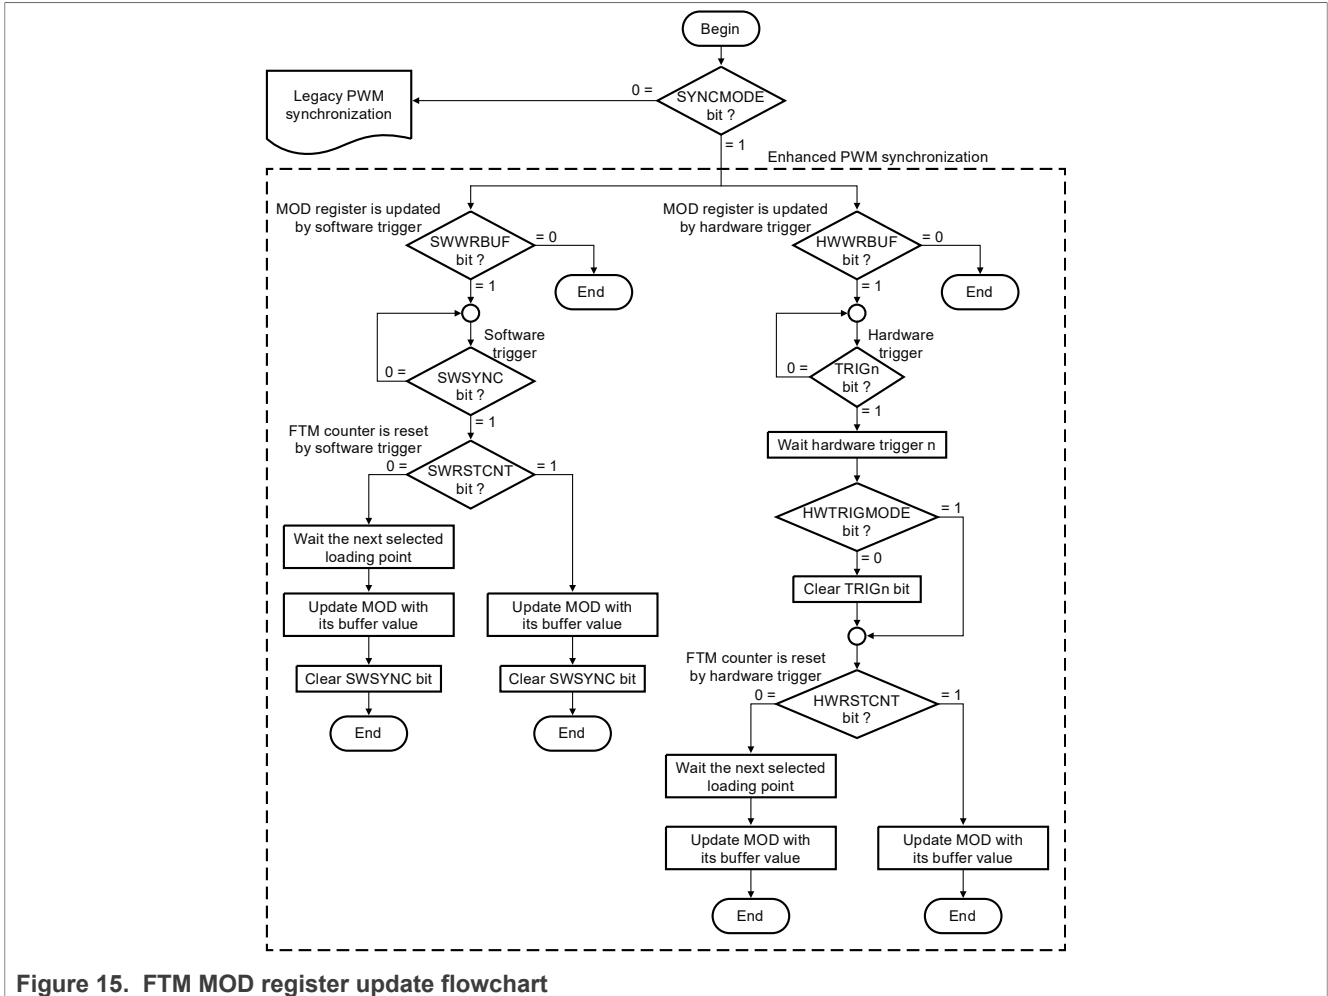 Begin
SYNCMODE
bit ?
0 =
= 1
Legacy PWM
synchronization
Enhanced PWM synchronization
MOD register is updated
by software trigger
SWWRBUF
bit ?
= 0
End
= 1
Software
trigger
SWSYNC
bit ?
0 =
= 1
FTM counter is reset
by software trigger
SWRSTCNT
bit ?
0 =
= 1
Wait the next selected
loading point
Update MOD with
its buffer value
Clear SWSYNC bit
End
Update MOD with
its buffer value
Clear SWSYNC bit
End
MOD register is updated
by hardware trigger
HWWRBUF
bit ?
= 0
End
= 1
Hardware
trigger
TRIGn
bit ?
0 =
= 1
Wait hardware trigger n
HWTRIGMODE
bit ?
= 1
= 0
Clear TRIGn bit
FTM counter is reset
by hardware trigger
HWRSTCNT
bit ?
0 =
= 1
Wait the next selected
loading point
Update MOD with
its buffer value
End
Update MOD with
its buffer value
End
Figure 15. FTM MOD register update flowchart